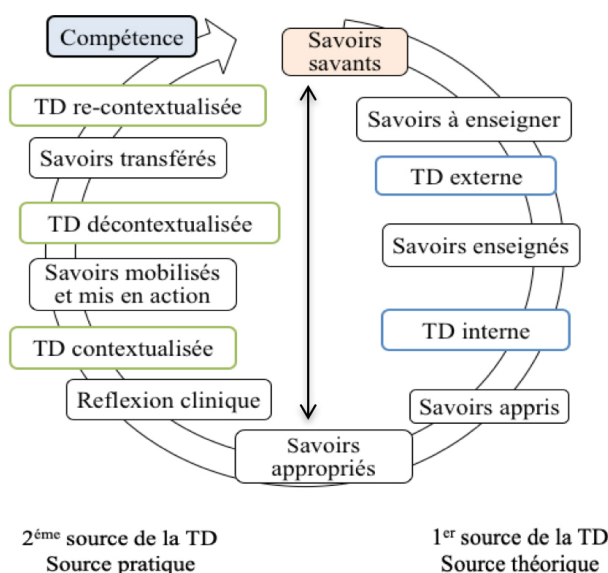 Compétence
Savoirs
savants
TD re-contextualisée
Savoirs à enseigner
Savoirs transférés
TD externe
TD décontextualisée
Savoirs enseignés
Savoirs mobilisés
et mis en action
TD interne
TD contextualisée
Reflexion clinique
Savoirs appris
Savoirs
appropriés
2éme source de la TD
Source pratique
1er source de la TD
Source théorique